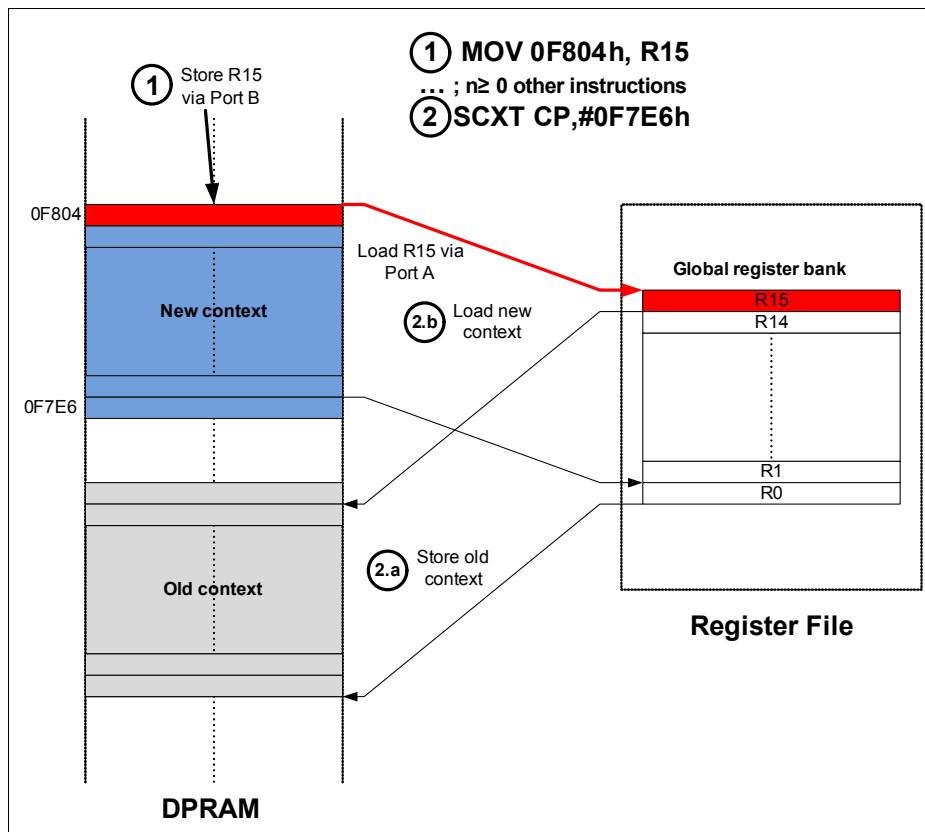 1 MOV 0F804h, R15
... ; n≥ 0 other instructions
2 SCXT CP,#0F7E6h
1 Store R15
via Port B
0F804
Load R15 via
Port A
New context
2.b Load new
context
0F7E6
Global register bank
R15
R14
R1
R0
2.a Store old
context
Old context
Register File
DPRAM